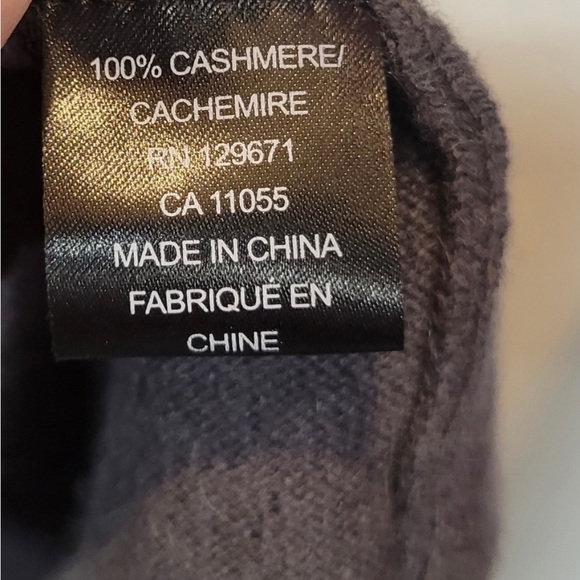 100% CASHMERE/
CACHEMIRE
RN 129671
CA 11055
MADE IN CHINA
FABRIQUÉ EN
CHINE